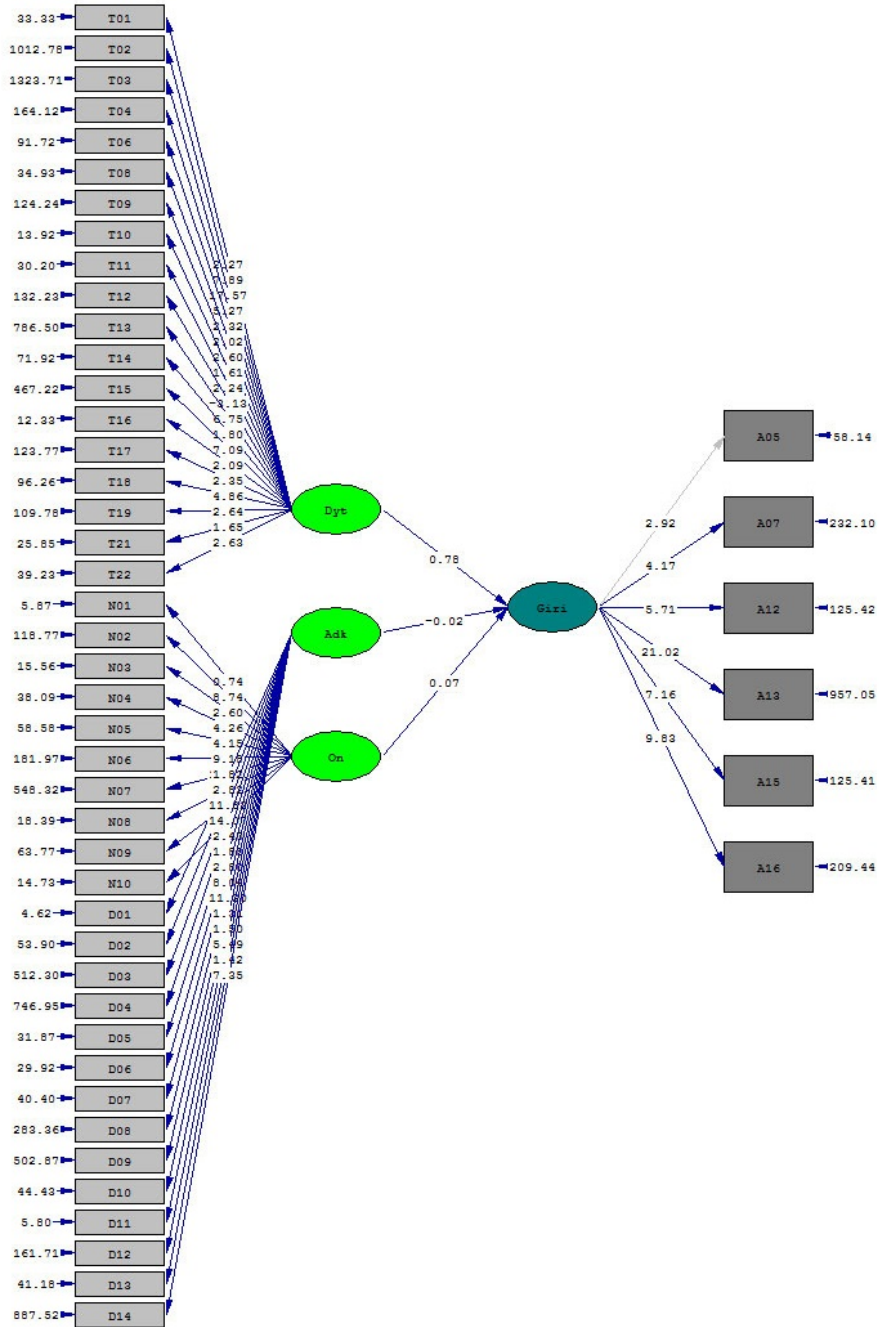 33.33 T01
1012.78 T02
1323.71 T03
164.12 T04
91.72 T06
34.93 T08
124.24 T09
13.92 T10
30.20 T11
132.23 T12
786.50 T13
71.92 T14
467.22 T15
12.33 T16
123.77 T17
96.26 T18
109.78 T19
25.85 T21
39.23 T22
5.87 N01
118.77 N02
15.56 N03
38.09 N04
58.58 N05
181.97 N06
548.32 N07
18.39 N08
63.77 N09
14.73 N10
4.62 D01
53.90 D02
512.30 D03
746.95 D04
31.87 D05
29.92 D06
40.40 D07
283.36 D08
502.87 D09
44.43 D10
5.80 D11
161.71 D12
41.18 D13
887.52 D14
2.27
7.89
17.57
5.27
2.32
2.02
2.60
1.61
2.24
-3.13
6.75
1.80
7.09
2.09
2.35
4.86
2.64
1.65
2.63
0.74
8.74
2.60
4.26
4.15
5.49
1.42
7.35
Dyt
Adk
On
0.78
-0.02
0.07
Giri
2.92
4.17
5.71
21.02
7.16
9.83
A05 58.14
A07 232.10
A12 125.42
A13 957.05
A15 125.41
A16 209.44